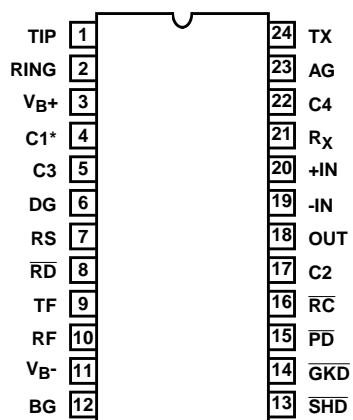 TIP 1 24 TX
RING 2 23 AG
VB+ 3 22 C4
C1* 4 21 RX
C3 5 20 +IN
DG 6 19 -IN
RS 7 18 OUT
RD 8 17 C2
TF 9 16 RC
RF 10 15 PD
VB- 11 14 GKD
BG 12 13 SHD